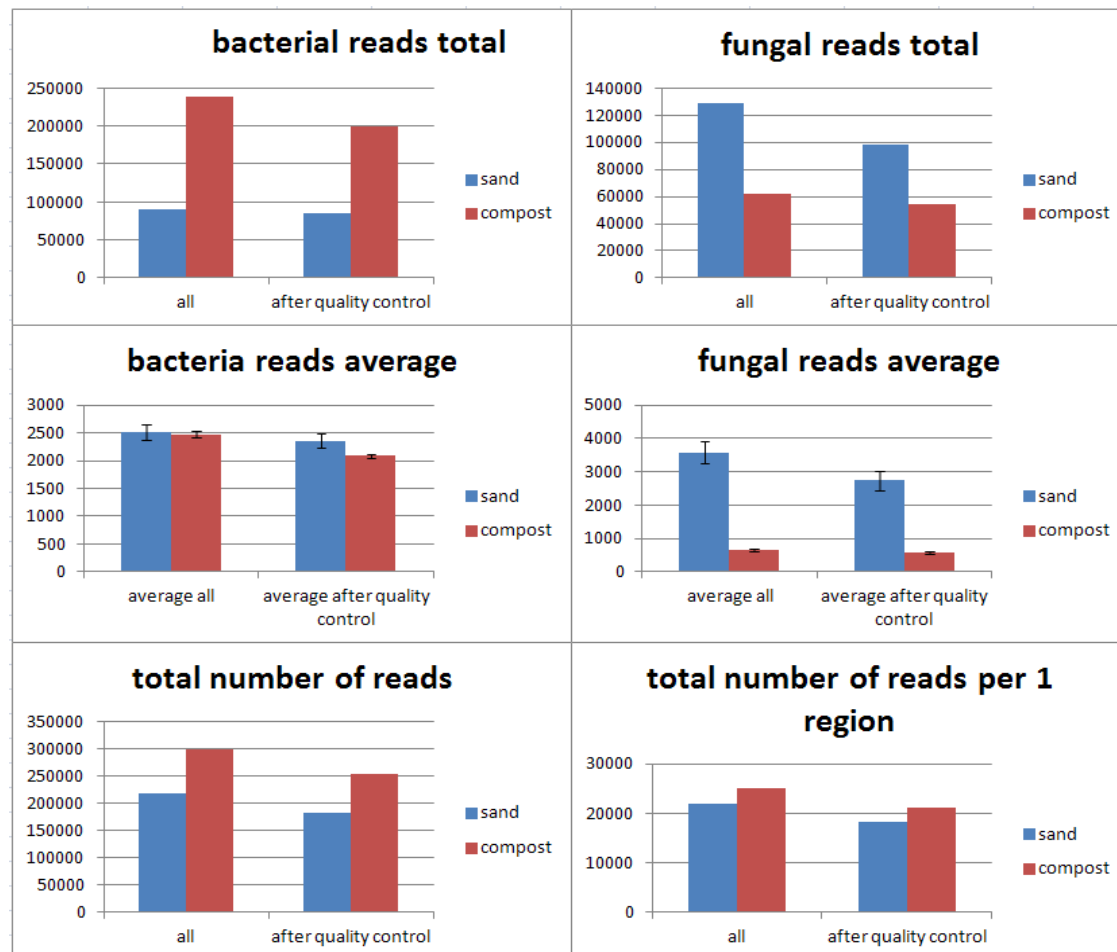 bacterial reads total
250000
200000
150000
100000
50000
0
all
after quality control
sand
compost
fungal reads total
140000
120000
100000
80000
60000
40000
20000
0
all
after quality control
sand
compost
bacteria reads average
3000
2500
2000
1500
1000
500
0
average all
average after quality
control
sand
compost
fungal reads average
5000
4000
3000
2000
1000
0
average all
average after quality
control
sand
compost
total number of reads
350000
300000
250000
200000
150000
100000
50000
0
all
after quality control
sand
compost
total number of reads per 1
region
30000
20000
10000
0
all
after quality control
sand
compost